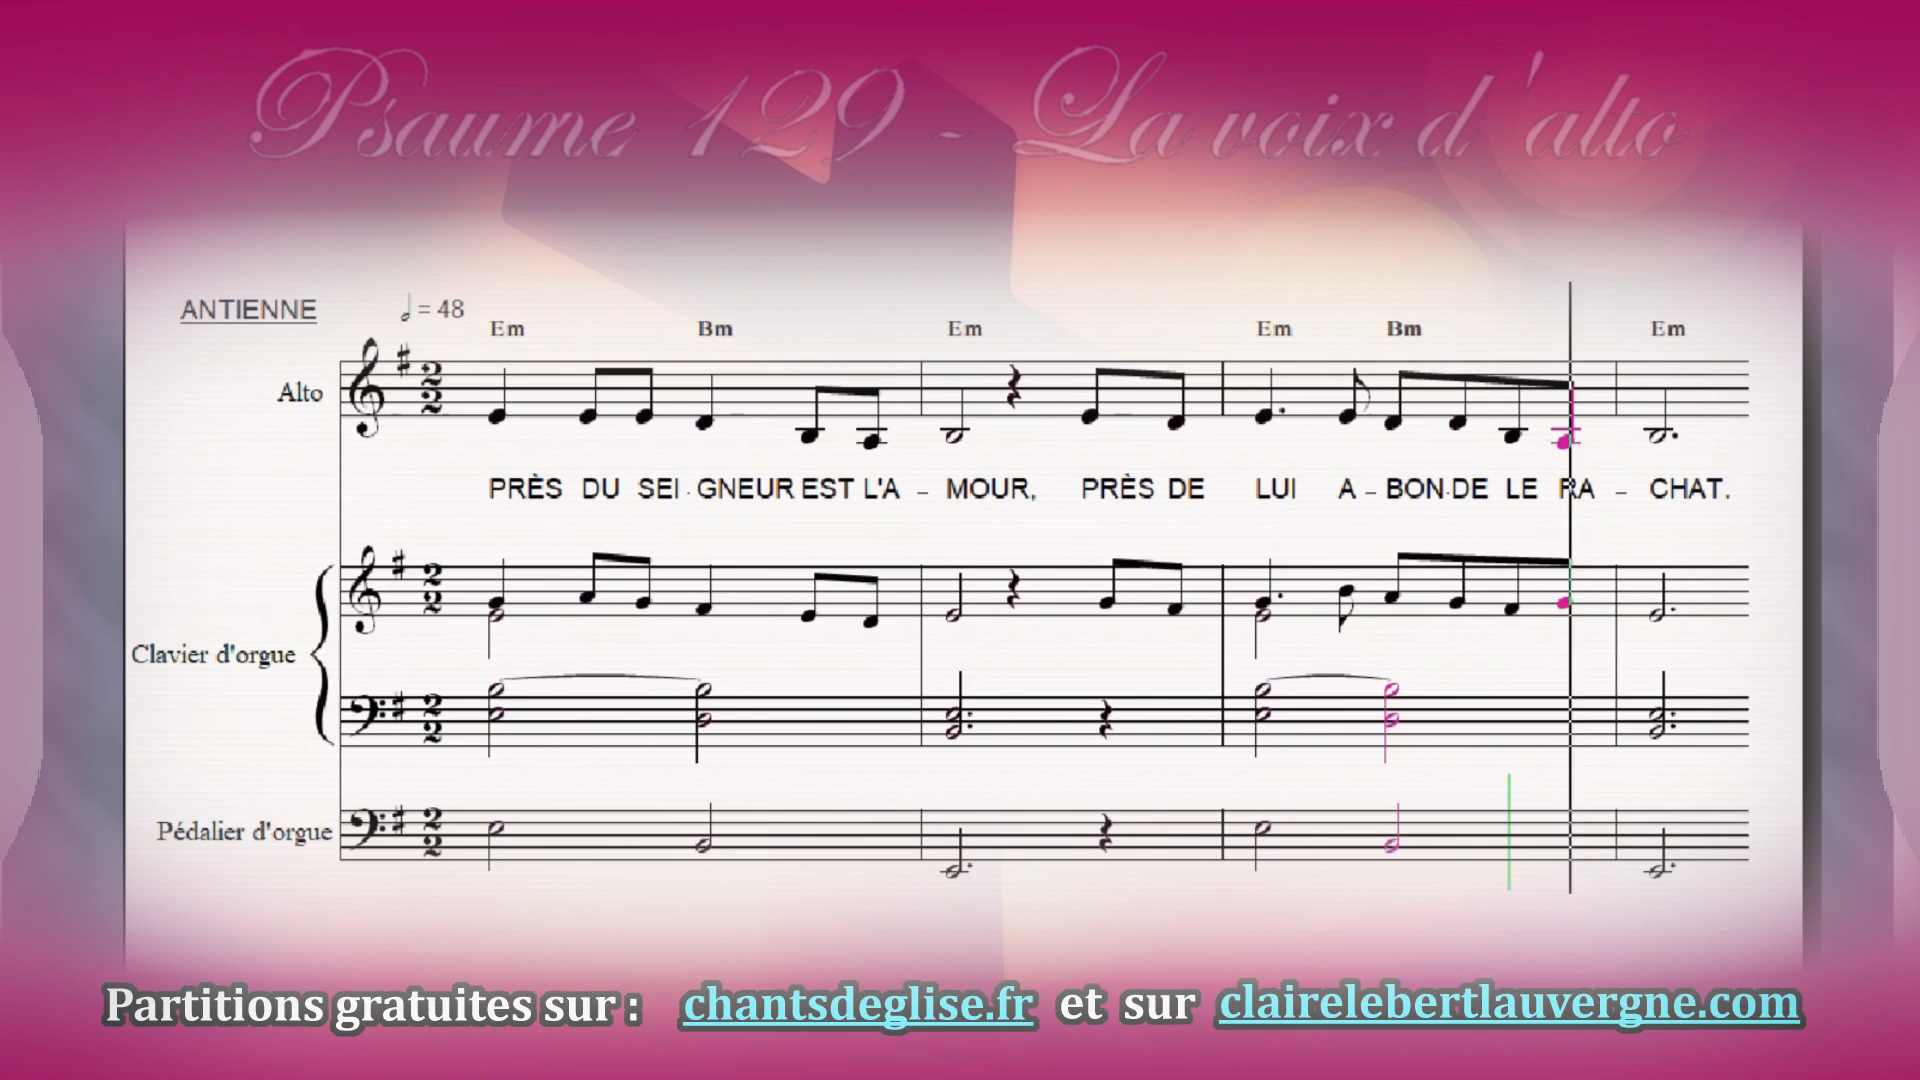 Psaume 129 - La voix d'alto
ANTIENNE
= 48
Em Bm Em Em Bm Em
Alto
PRÈS DU SEI - GNEUR EST L'A – MOUR, PRÈS DE LUI A – BON-DE LE RA – CHAT.
Clavier d'orgue
Pédalier d'orgue
Partitions gratuites sur : chantsdeglise.fr et sur clairelebertlauvergne.com